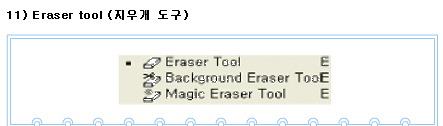 11) Eraser tool (지우개 도구)
Eraser Tool E
Background Eraser Tool E
Magic Eraser Tool E